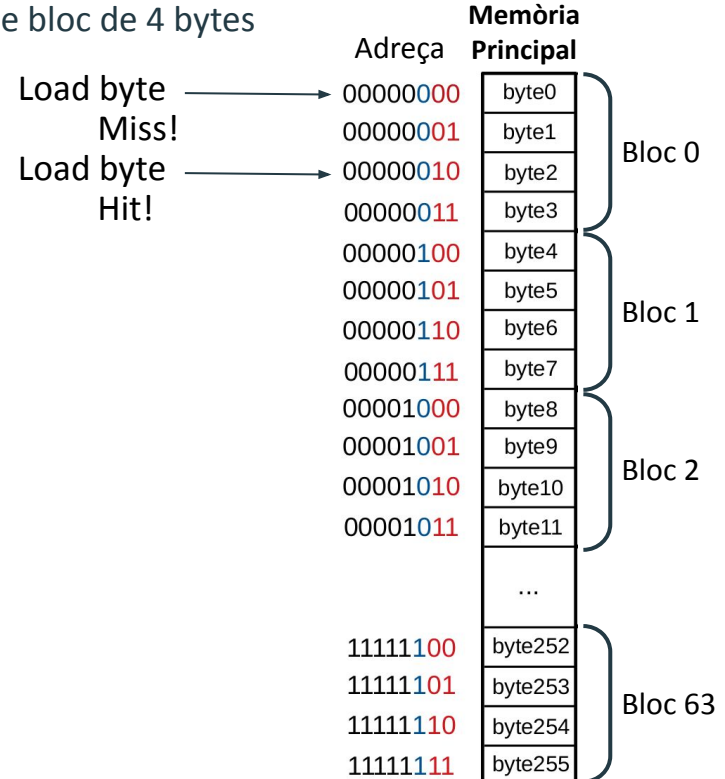 e bloc de 4 bytes
Adreça
Memòria
Principal
Load byte
Miss!
Load byte
Hit!
00000000 byte0
00000001 byte1
00000010 byte2
00000011 byte3
Bloc 0
00000100 byte4
00000101 byte5
00000110 byte6
00000111 byte7
Bloc 1
00001000 byte8
00001001 byte9
00001010 byte10
00001011 byte11
Bloc 2
...
11111100 byte252
11111101 byte253
11111110 byte254
11111111 byte255
Bloc 63